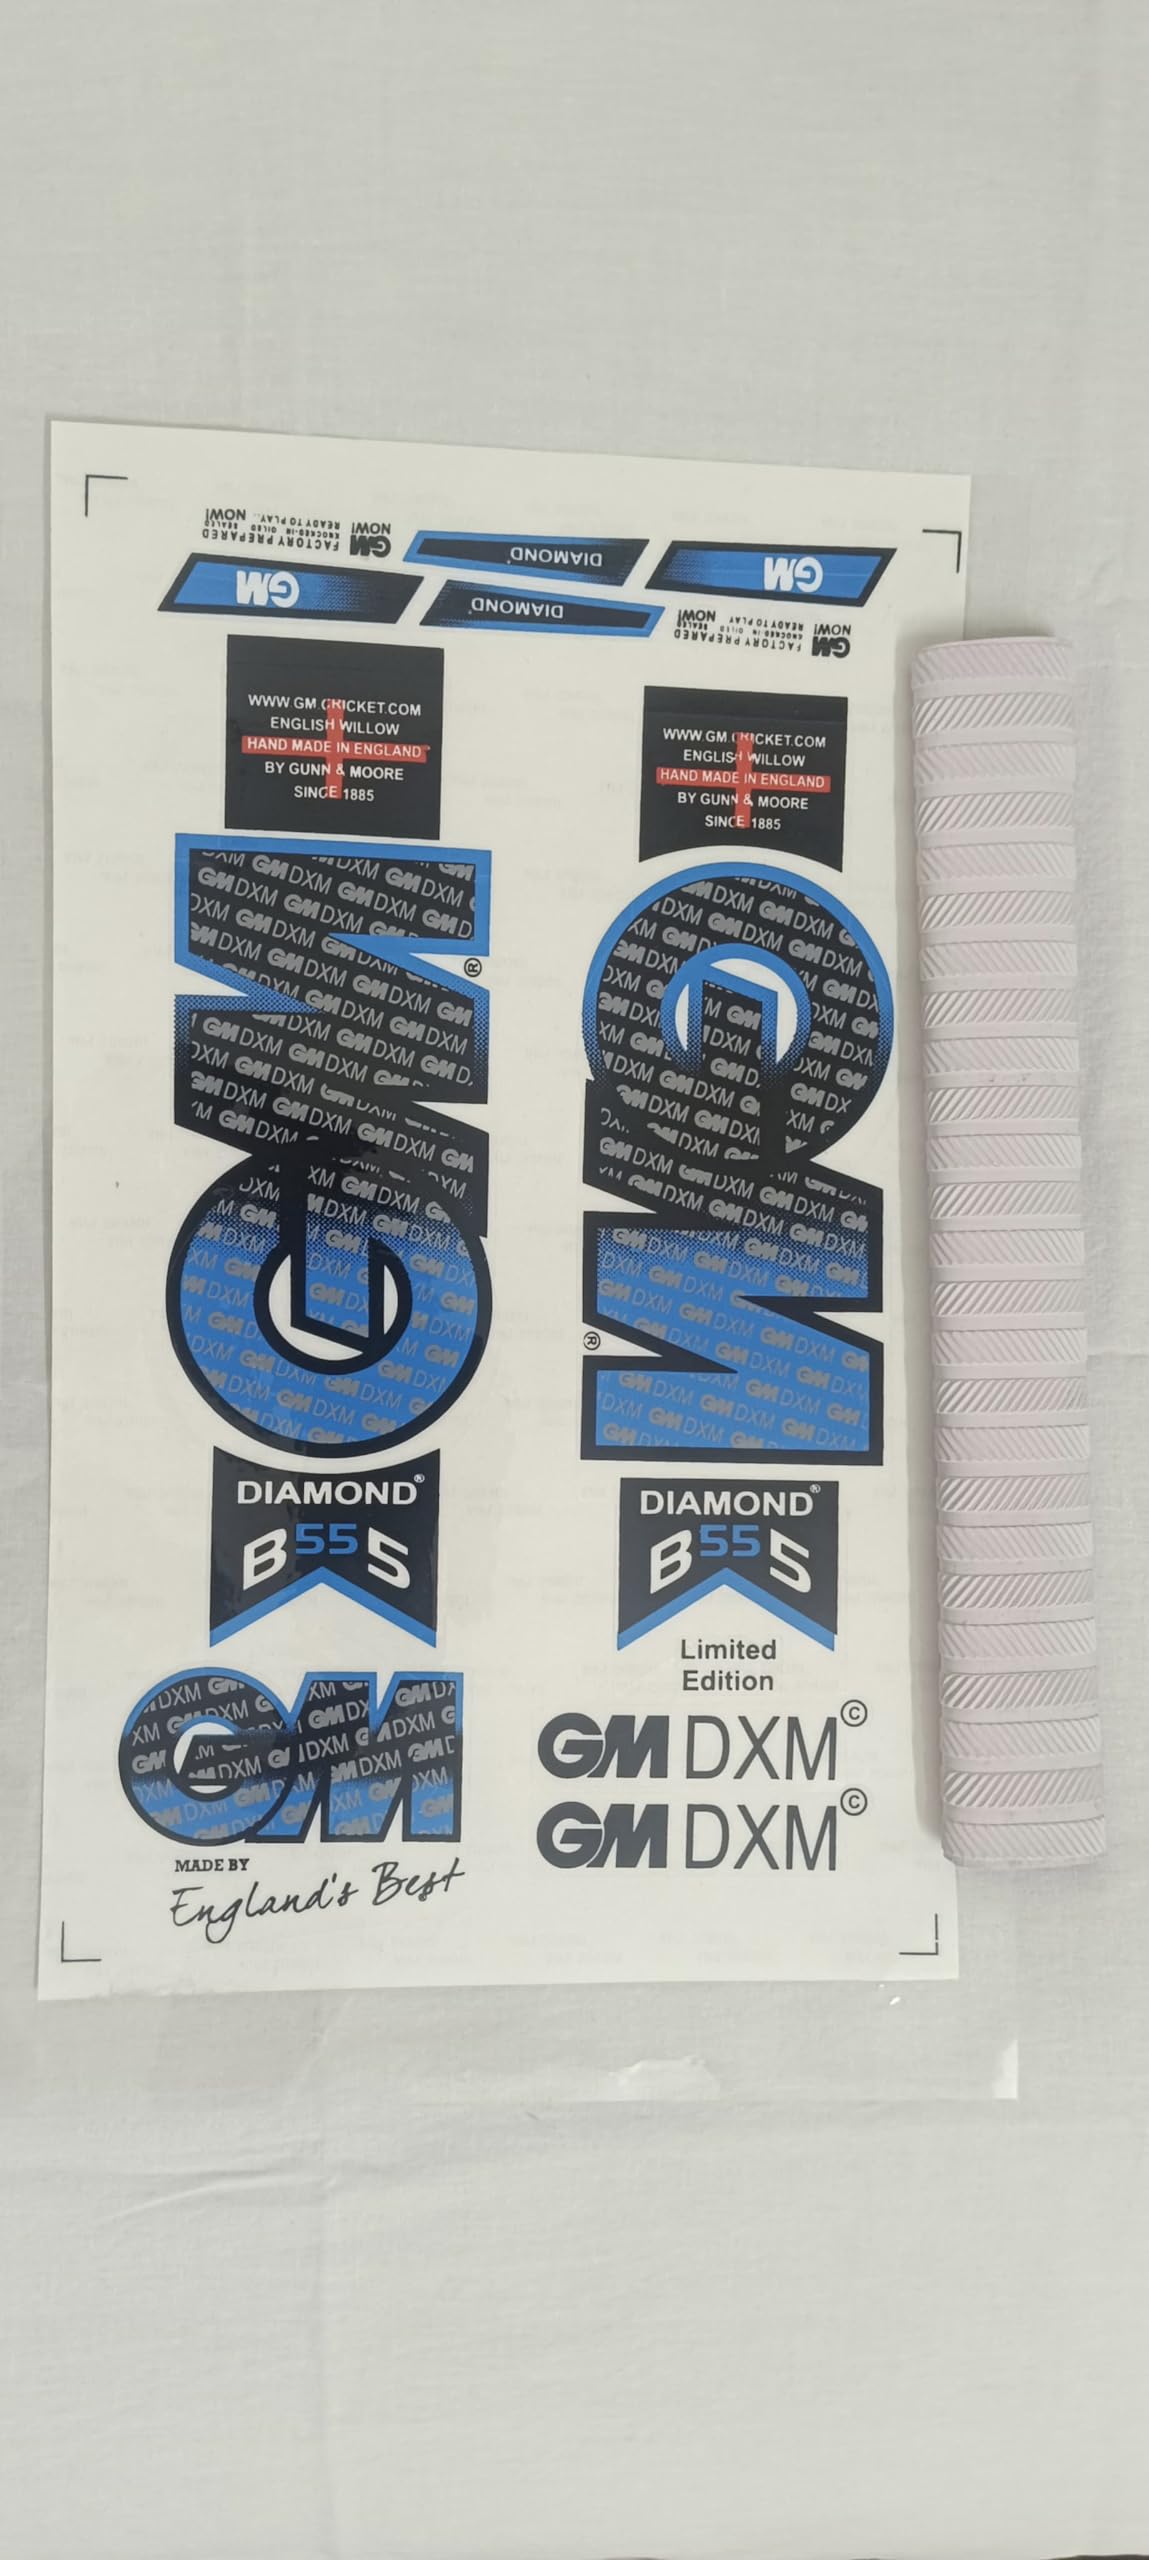 GM
NOW!
FACTORY PREPARED
KNOCKED-IN OILED SEALED
READY TO PLAY..
NOW!
GM
DIAMOND
DIAMOND
GM
GM
NOW!
FACTORY PREPARED
KNOCKED-IN OILED SEALED
READY TO PLAY
NOW!
WWW GM.CRICKET.COM
ENGLISH WILLOW
HAND MADE IN ENGLAND
BY GUNN & MOORE
SINCE 1885
WWW GM.CRICKET.COM
ENGLISH WILLOW
HAND MADE IN ENGLAND
BY GUNN & MOORE
SINCE 1885
GM®
GM®
DIAMOND®
B555
DIAMOND®
B555
Limited
Edition
GM
MADE BY
England's Best
GM DXM©
GM DXM©